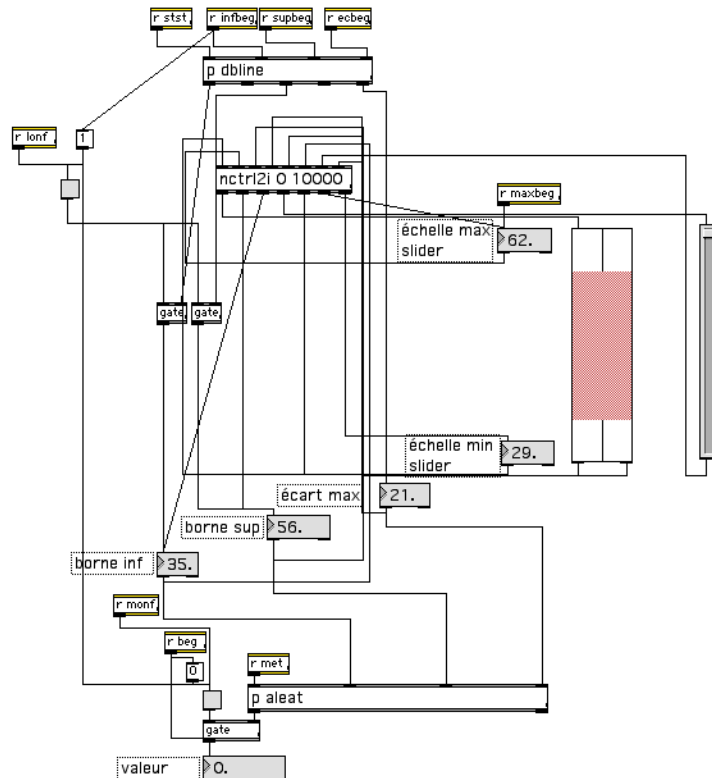 r stst
r infbeg
r supbeg
r ecbeg
p dbline
r lonf
1
nctrl2i 0 10000
r maxbeg
échelle max
slider
62.
gate
gate
échelle min
slider
29.
écart max
21.
borne sup
56.
borne inf
35.
r monf
r beg
0
r met
p aleat
gate
valeur
0.